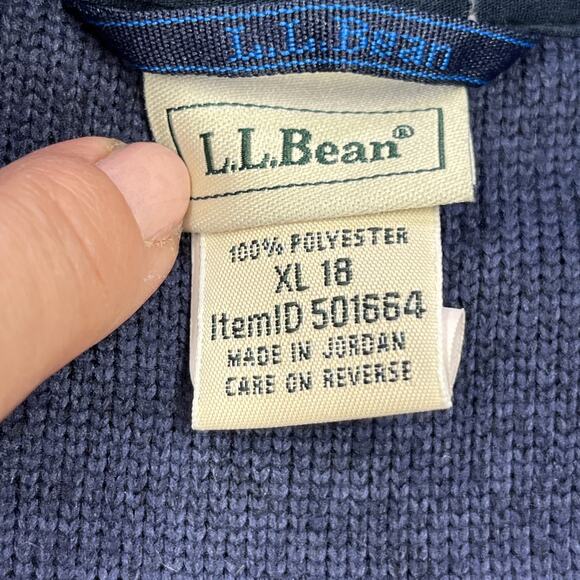 L.L. Bean
L.L.Bean®
100% POLYESTER
XL 18
ItemID 501664
MADE IN JORDAN
CARE ON REVERSE